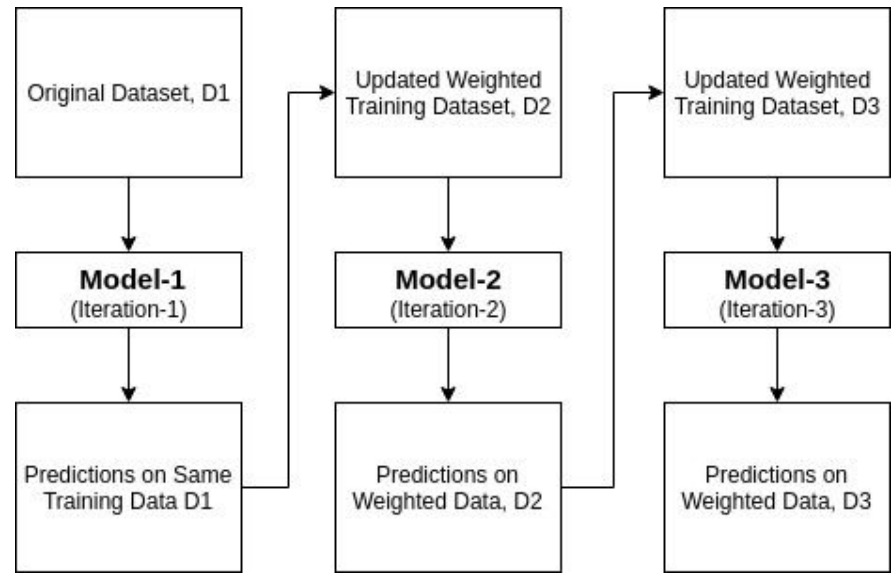 Original Dataset, D1
Model-1
(Iteration-1)
Predictions on Same
Training Data D1
Updated Weighted
Training Dataset, D2
Model-2
(Iteration-2)
Predictions on
Weighted Data, D2
Updated Weighted
Training Dataset, D3
Model-3
(Iteration-3)
Predictions on
Weighted Data, D3